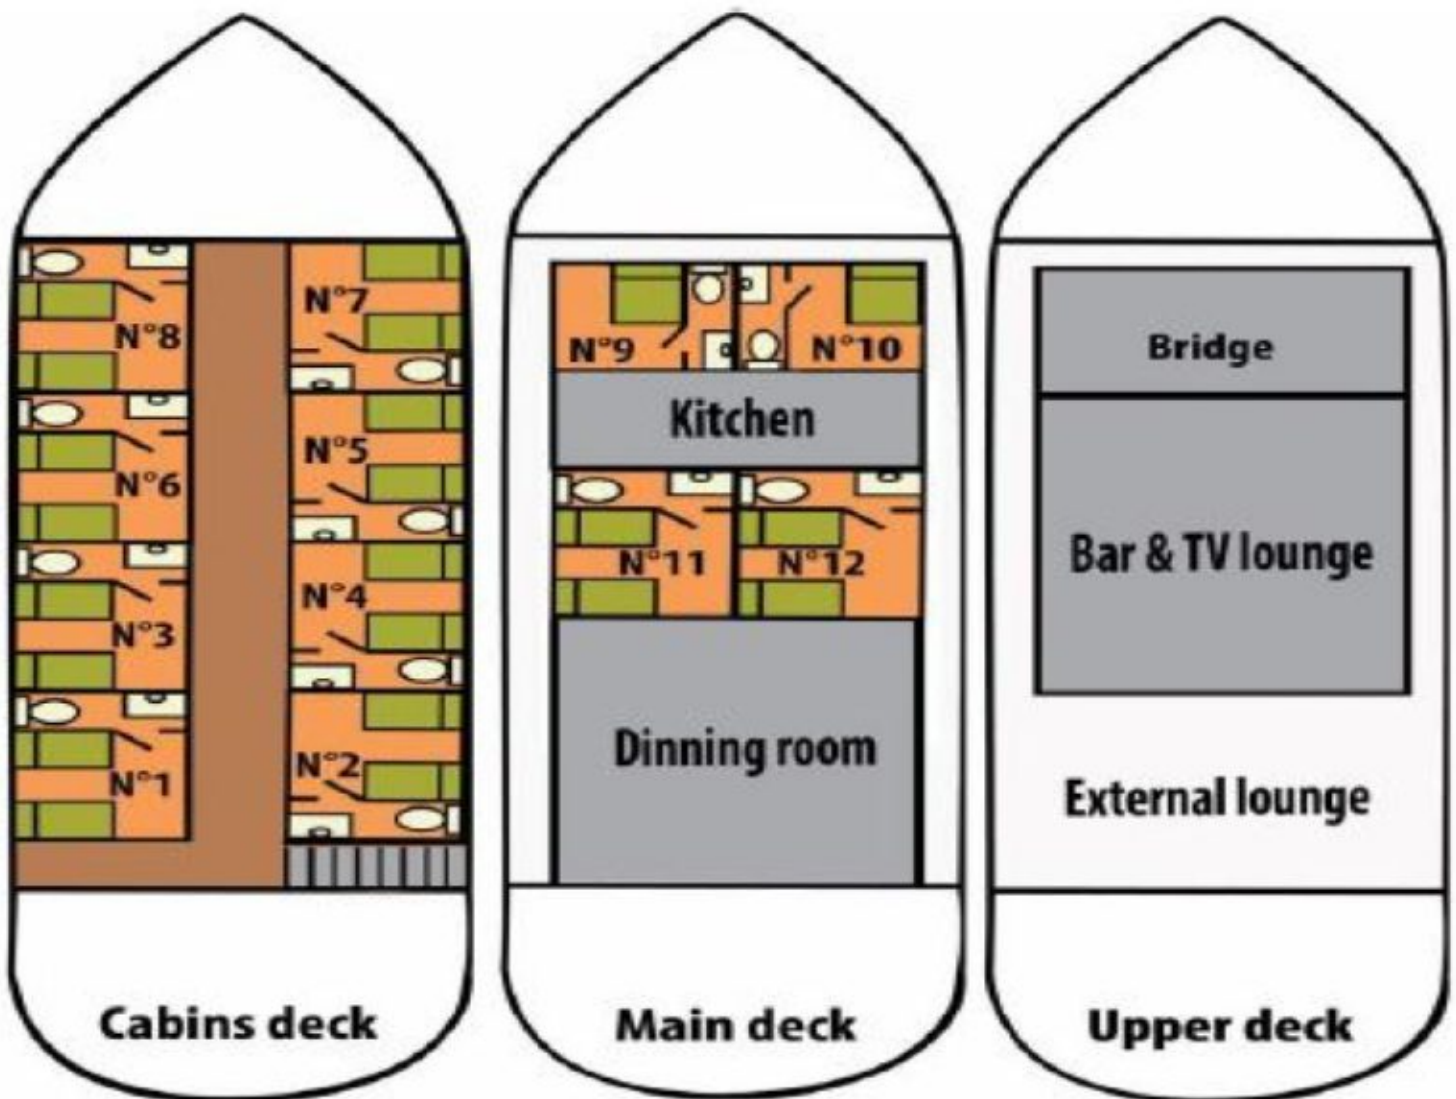 N°8
N°7
N°6
N°5
N°3
N°4
N°1
N°2
Cabins deck
N°9
N°10
Kitchen
N°11
N°12
Dinning room
Main deck
Bridge
Bar & TV lounge
External lounge
Upper deck